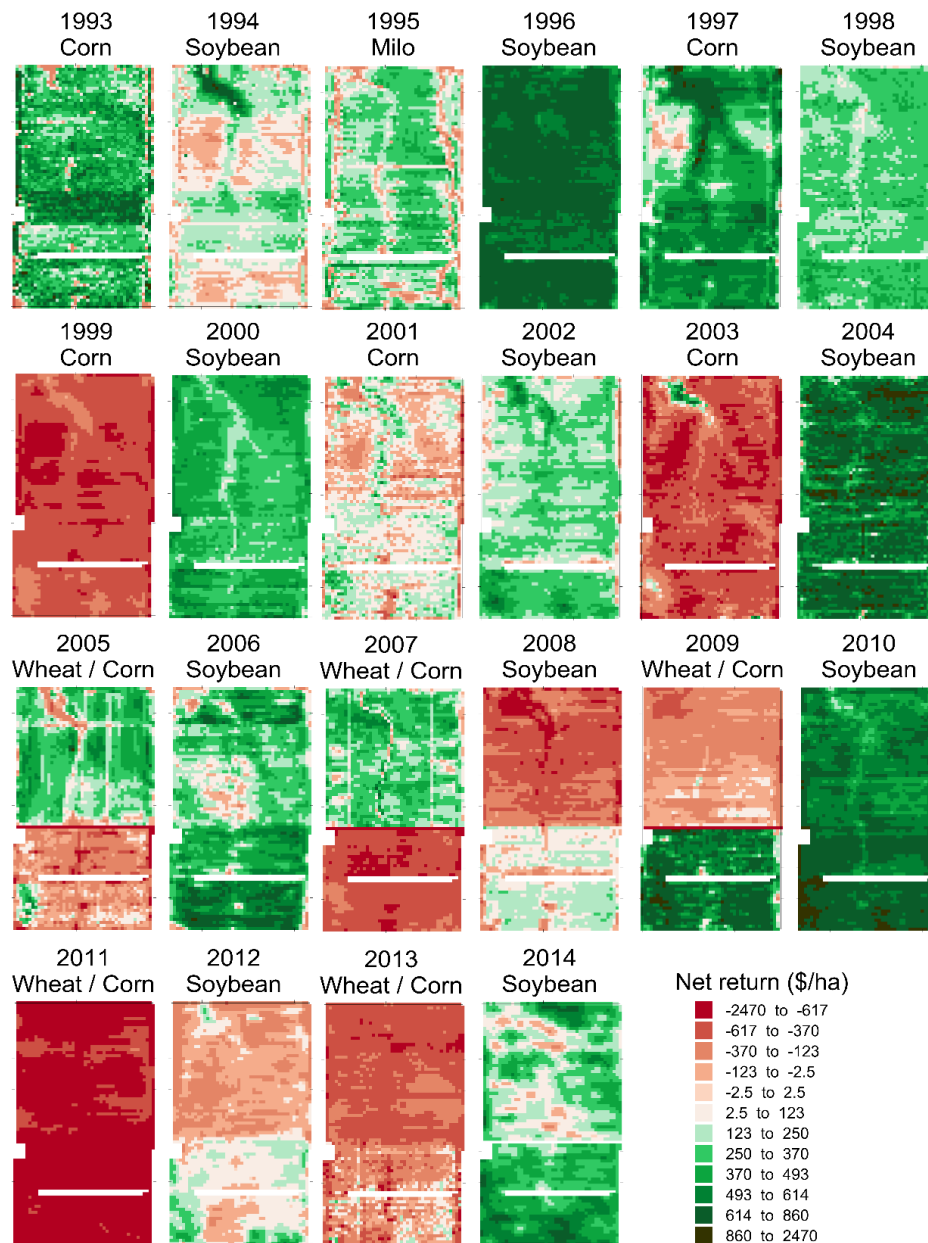 1993
Corn
1994
Soybean
1995
Milo
1996
Soybean
1997
Corn
1998
Soybean
1999
Corn
2000
Soybean
2001
Corn
2002
Soybean
2003
Corn
2004
Soybean
2005
Wheat / Corn
2006
Soybean
2007
Wheat / Corn
2008
Soybean
2009
Wheat / Corn
2010
Soybean
2011
Wheat / Corn
2012
Soybean
2013
Wheat / Corn
2014
Soybean
Net return ($/ha)
-2470 to -617
-617 to -370
-370 to -123
-123 to -2.5
-2.5 to 2.5
2.5 to 123
123 to 250
250 to 370
370 to 493
493 to 614
614 to 860
860 to 2470